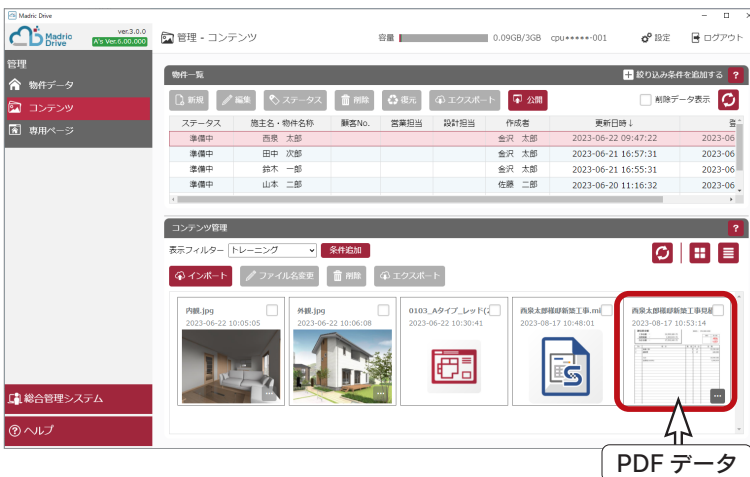 Madric Drive
Madric Drive
ver.3.0.0
A's Ver.6.00.000
管理 - コンテンツ
容量
0.09GB/3GB
cpu*****-001
設定
ログアウト
管理
物件データ
コンテンツ
専用ページ
総合管理システム
ヘルプ
物件一覧
絞り込み条件を追加する ?
新規 編集 ステータス 削除 復元 エクスポート 公開
削除データ表示
ステータス 施主名・物件名称 顧客No. 営業担当 設計担当 作成者 更新日時↓
準備中 西泉 太郎 金沢 太郎 2023-06-22 09:47:22 2023-06
準備中 田中 次郎 金沢 太郎 2023-06-21 16:57:31 2023-06
準備中 鈴木 一郎 金沢 太郎 2023-06-21 16:55:31 2023-06
準備中 山本 二郎 佐藤 二郎 2023-06-20 11:16:32 2023-06
コンテンツ管理
?
表示フィルター トレーニング 条件追加
インポート ファイル名変更 削除 エクスポート
内観.jpg
2023-06-22 10:05:05
外観.jpg
2023-06-22 10:06:08
0103_Aタイプ_レッド(2
2023-06-22 10:30:41
西泉太郎様邸新築工事.mi
2023-08-17 10:48:01
西泉太郎様邸新築工事見積
2023-08-17 10:53:14
PDF データ